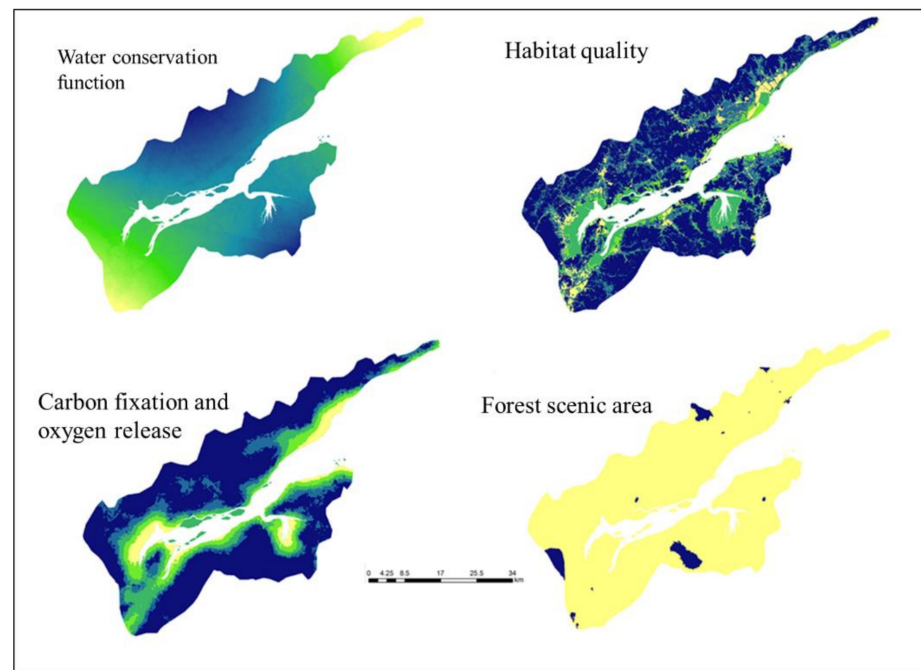 Water conservation
function
Habitat quality
Carbon fixation and
oxygen release
Forest scenic area
0 4.25 8.5 17 25.5 34
km